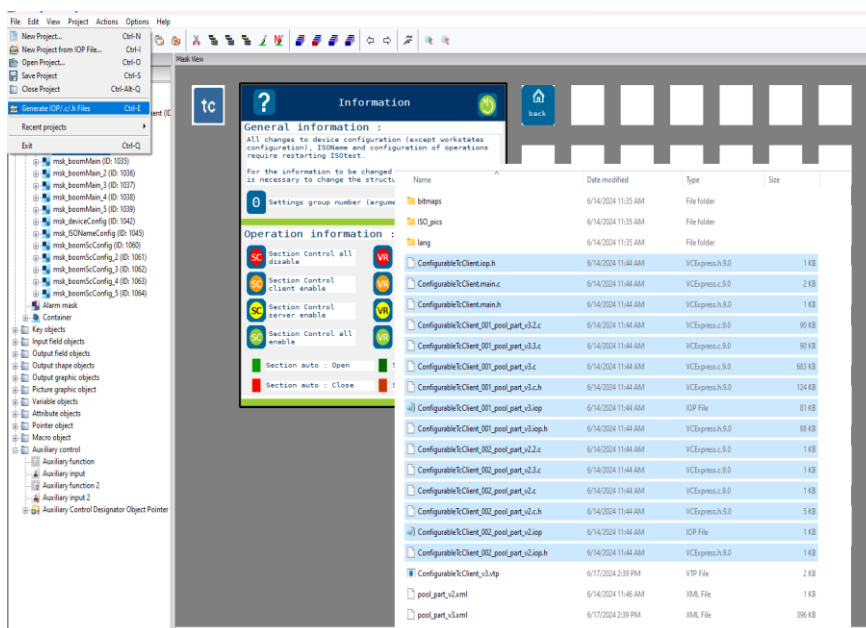 File Edit View Project Actions Options Help
New Project... Ctrl-N
New Project from IOP File... Ctrl-I
Open Project... Ctrl-O
Save Project Ctrl-S
Close Project Ctrl-Alt-Q
Generate IOP/.c/.h Files Ctrl-E
Recent projects
Exit Ctrl-Q
msk_boomMain (ID: 1035)
msk_boomMain_2 (ID: 1036)
msk_boomMain_3 (ID: 1037)
msk_boomMain_4 (ID: 1038)
msk_boomMain_5 (ID: 1039)
msk_deviceConfig (ID: 1042)
msk_ISONameConfig (ID: 1045)
msk_boomScConfig (ID: 1060)
msk_boomScConfig_2 (ID: 1061)
msk_boomScConfig_3 (ID: 1062)
msk_boomScConfig_4 (ID: 1063)
msk_boomScConfig_5 (ID: 1064)
Alarm mask
Container
Key objects
Input field objects
Output field objects
Output shape objects
Output graphic objects
Picture graphic object
Variable objects
Attribute objects
Pointer object
Macro object
Auxiliary control
Auxiliary function
Auxiliary input
Auxiliary function 2
Auxiliary input 2
Auxiliary Control Designator Object Pointer
Mask View
tc
? Information
back
General information :
All changes to device configuration (except workstates
configuration), ISOName and configuration of operations
require restarting ISOtest.
For the information to be changed
is necessary to change the
0 Settings group number
Operation information :
SC Section Control all
disable
VR
SC Section Control
client enable
VR
SC Section Control
server enable
VR
SC Section Control all
enable
VR
Section auto : Open
Section auto : Close
Name Date modified Type Size
bitmaps 6/14/2024 11:35 AM File folder
ISO_pics 6/14/2024 11:35 AM File folder
lang 6/14/2024 11:35 AM File folder
ConfigurableTcClient.iop.h 6/14/2024 11:44 AM VCExpress.h.9.0 1 KB
ConfigurableTcClient.main.c 6/14/2024 11:44 AM VCExpress.c.9.0 2 KB
ConfigurableTcClient.main.h 6/14/2024 11:44 AM VCExpress.h.9.0 1 KB
ConfigurableTcClient_001_pool_part_v3.2.c 6/14/2024 11:44 AM VCExpress.c.9.0 90 KB
ConfigurableTcClient_001_pool_part_v3.3.c 6/14/2024 11:44 AM VCExpress.c.9.0 90 KB
ConfigurableTcClient_001_pool_part_v3.c 6/14/2024 11:44 AM VCExpress.c.9.0 683 KB
ConfigurableTcClient_001_pool_part_v3.c.h 6/14/2024 11:44 AM VCExpress.h.9.0 124 KB
ConfigurableTcClient_001_pool_part_v3.iop 6/14/2024 11:44 AM IOP File 81 KB
ConfigurableTcClient_001_pool_part_v3.iop.h 6/14/2024 11:44 AM VCExpress.h.9.0 88 KB
ConfigurableTcClient_002_pool_part_v2.2.c 6/14/2024 11:44 AM VCExpress.c.9.0 1 KB
ConfigurableTcClient_002_pool_part_v2.3.c 6/14/2024 11:44 AM VCExpress.c.9.0 1 KB
ConfigurableTcClient_002_pool_part_v2.c 6/14/2024 11:44 AM VCExpress.c.9.0 1 KB
ConfigurableTcClient_002_pool_part_v2.c.h 6/14/2024 11:44 AM VCExpress.h.9.0 5 KB
ConfigurableTcClient_002_pool_part_v2.iop 6/14/2024 11:44 AM IOP File 1 KB
ConfigurableTcClient_002_pool_part_v2.iop.h 6/14/2024 11:44 AM VCExpress.h.9.0 1 KB
ConfigurableTcClient_v3.vtp 6/17/2024 2:39 PM VTP File 2 KB
pool_part_v2.xml 6/14/2024 11:46 AM XML File 1 KB
pool_part_v3.xml 6/17/2024 2:39 PM XML File 396 KB